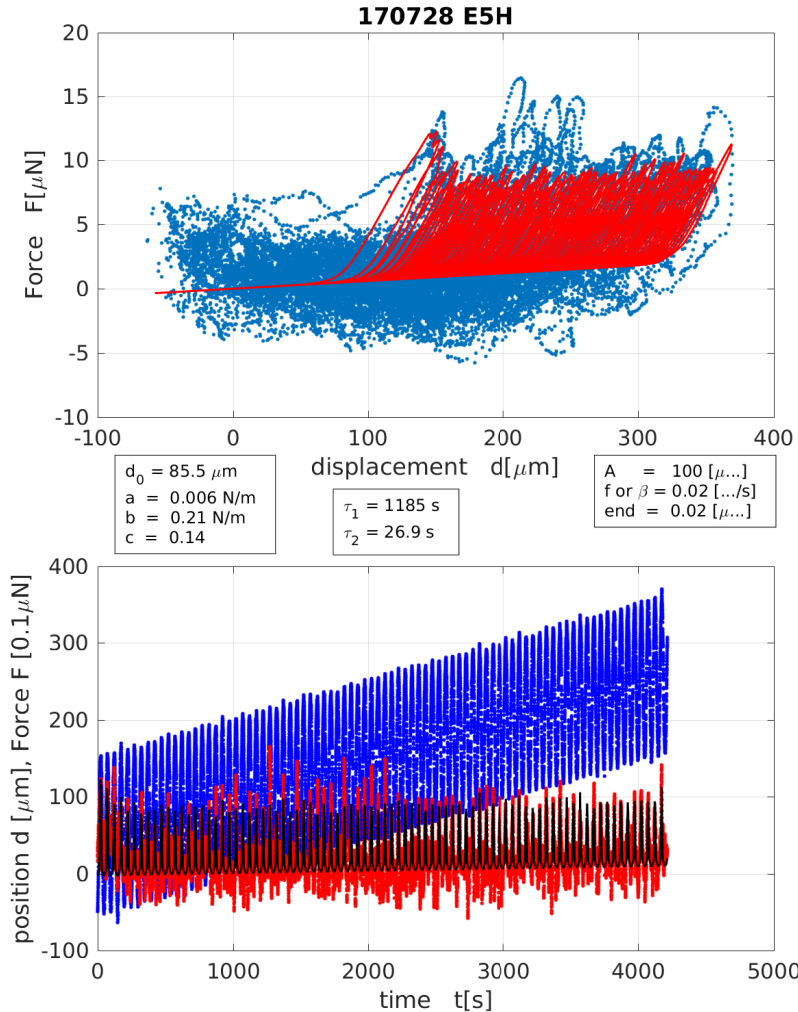 170728 E5H
20
15
10
5
0
-5
-10
Force F[μN]
-100 0 100 200 300 400
displacement d[μm]
d0 = 85.5 μm
a = 0.006 N/m
b = 0.21 N/m
c = 0.14
τ1 = 1185 s
τ2 = 26.9 s
A = 100 [μ...]
f or β = 0.02 [.../s]
end = 0.02 [μ...]
400
300
200
100
0
-100
position d [μm], Force F [0.1μN]
0 1000 2000 3000 4000 5000
time t[s]